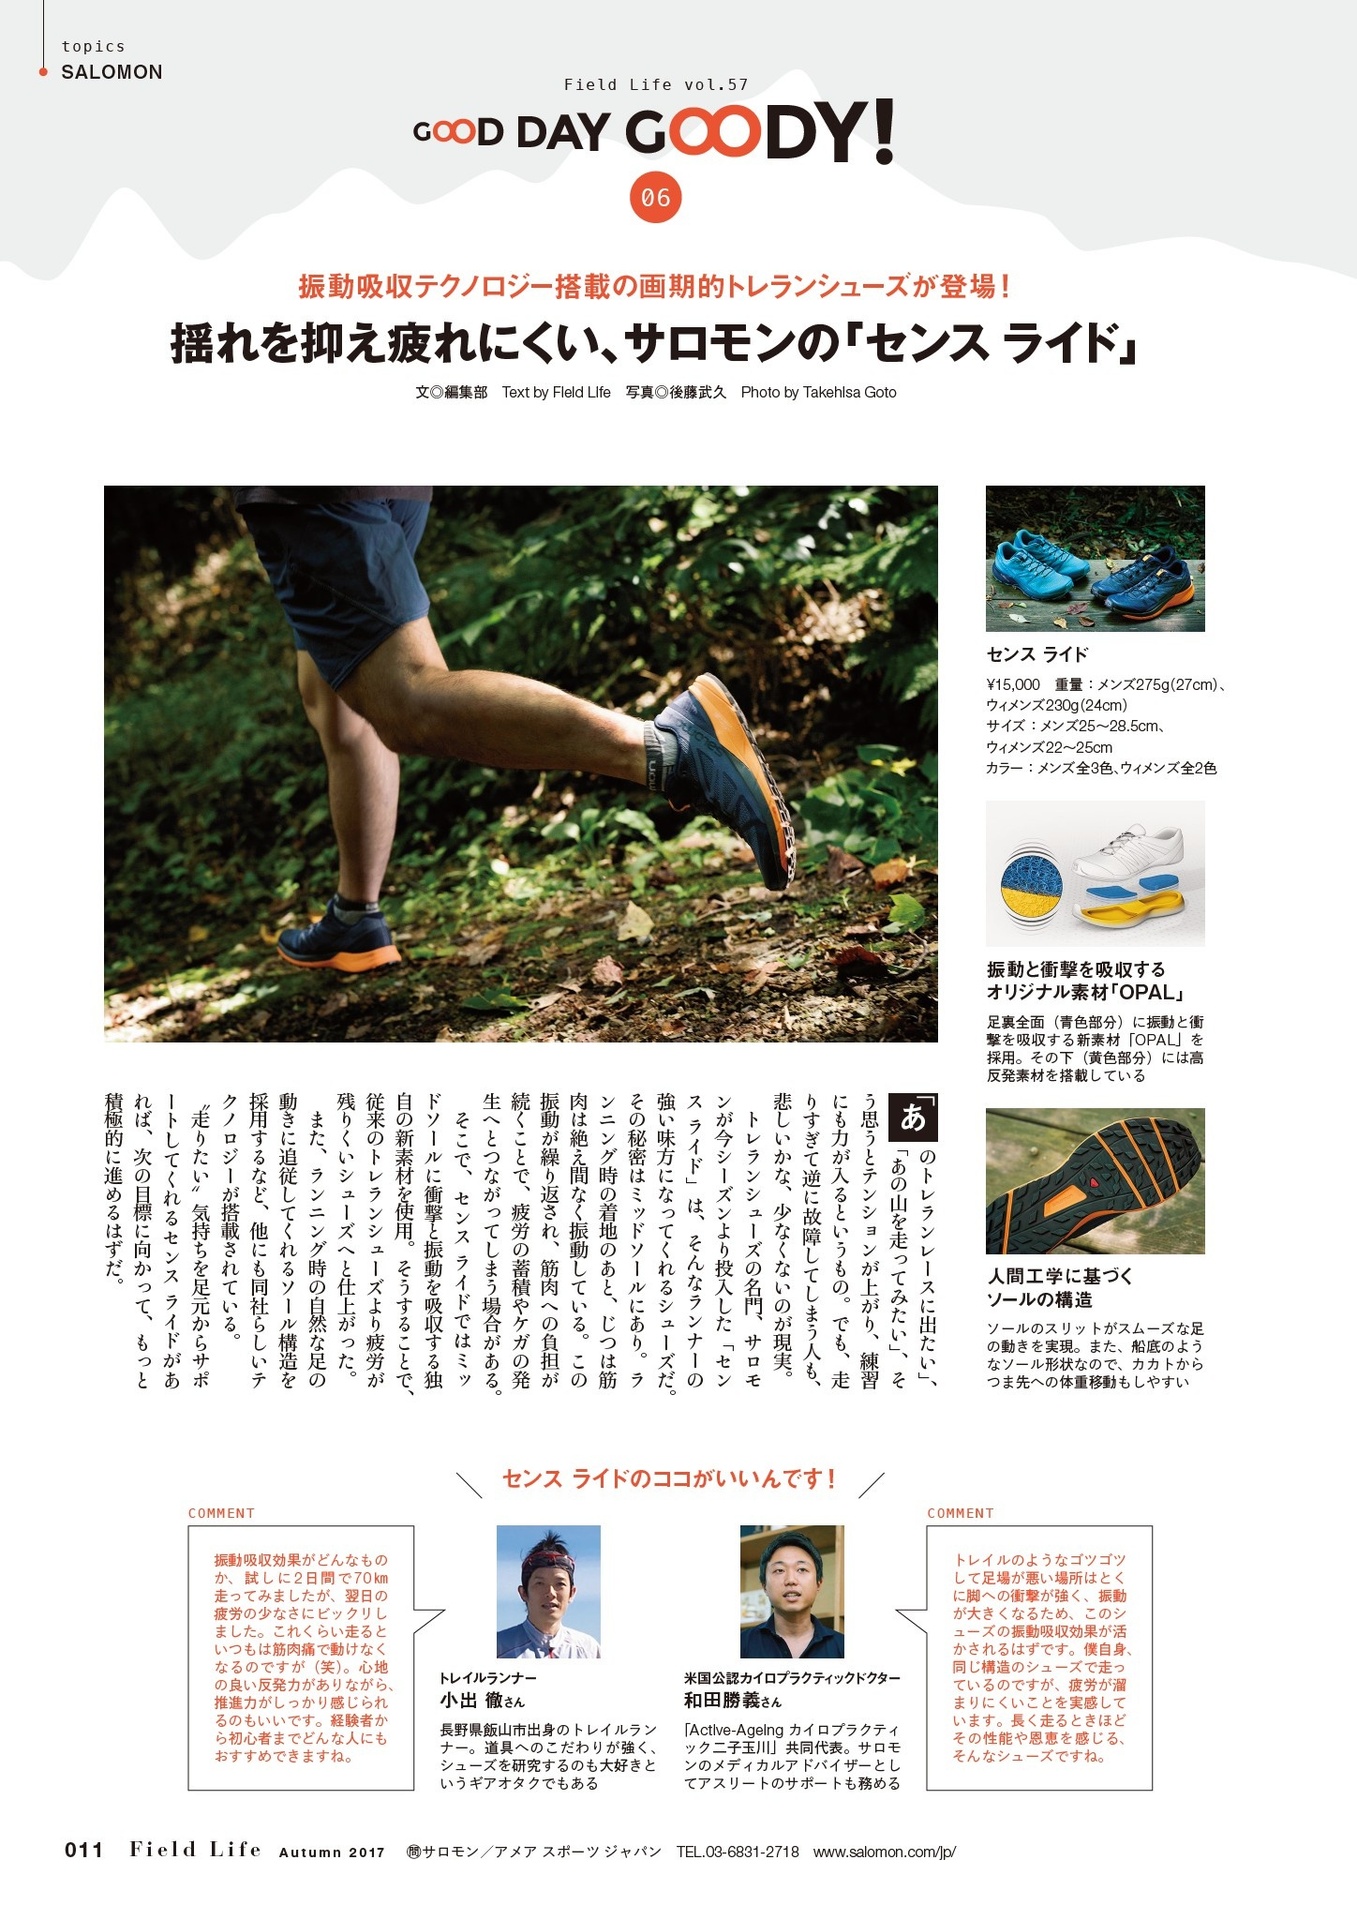 topics
SALOMON
Field Life vol.57
GOOD DAY GOODY!
06
振動吸収テクノロジー搭載の画期的トレランシューズが登場！
揺れを抑え疲れにくい、サロモンの「センス ライド」
文◎編集部　Text by Field Life　写真◎後藤武久　Photo by Takehisa Goto
「あのトレランレースに出たい」、
「あの山を走ってみたい」、そ
う思うとテンションが上がり、練習
にも力が入るというもの。でも、走
りすぎて逆に故障してしまう人も、
悲しいかな、少なくないのが現実。
　トレランシューズの名門、サロモ
ンが今シーズンより投入した「セン
ス ライド」は、そんなランナーの
強い味方になってくれるシューズだ。
その秘密はミッドソールにあり。ラ
ンニング時の着地のあと、じつは筋
肉は絶え間なく振動している。この
振動が繰り返され、筋肉への負担が
続くことで、疲労の蓄積やケガの発
生へとつながってしまう場合がある。
　そこで、センス ライドではミッ
ドソールに衝撃と振動を吸収する独
自の新素材を使用。そうすることで、
従来のトレランシューズより疲労が
残りくいシューズへと仕上がった。
　また、ランニング時の自然な足の
動きに追従してくれるソール構造を
採用するなど、他にも同社らしいテ
クノロジーが搭載されている。
　〝走りたい〟気持ちを足元からサポ
ートしてくれるセンス ライドがあ
れば、次の目標に向かって、もっと
積極的に進めるはずだ。
センス ライド
¥15,000　重量：メンズ275g(27cm)、
ウィメンズ230g(24cm)
サイズ：メンズ25〜28.5cm、
ウィメンズ22〜25cm
カラー：メンズ全3色、ウィメンズ全2色
振動と衝撃を吸収する
オリジナル素材「OPAL」
足裏全面（青色部分）に振動と衝
撃を吸収する新素材「OPAL」を
採用。その下（黄色部分）には高
反発素材を搭載している
人間工学に基づく
ソールの構造
ソールのスリットがスムーズな足
の動きを実現。また、船底のよう
なソール形状なので、カカトから
つま先への体重移動もしやすい
センス ライドのココがいいんです！
COMMENT
振動吸収効果がどんなもの
か、試しに2日間で70km
走ってみましたが、翌日の
疲労の少なさにビックリし
ました。これくらい走ると
いつもは筋肉痛で動けなく
なるのですが（笑）。心地
の良い反発力がありながら、
推進力がしっかり感じられ
るのもいいです。経験者か
ら初心者までどんな人にも
おすすめできますね。
トレイルランナー
小出 徹さん
長野県飯山市出身のトレイルラン
ナー。道具へのこだわりが強く、
シューズを研究するのも大好きと
いうギアオタクでもある
米国公認カイロプラクティックドクター
和田勝義さん
「Active-Ageing カイロプラクティ
ック二子玉川」共同代表。サロモ
ンのメディカルアドバイザーとし
てアスリートのサポートも務める
COMMENT
トレイルのようなゴツゴツ
して足場が悪い場所はとく
に脚への衝撃が強く、振動
が大きくなるため、このシ
ューズの振動吸収効果が活
かされるはずです。僕自身、
同じ構造のシューズで走っ
ているのですが、疲労が溜
まりにくいことを実感して
います。長く走るときほど
その性能や恩恵を感じる、
そんなシューズですね。
011 Field Life Autumn 2017 ㉄サロモン／アメア スポーツ ジャパン　TEL.03-6831-2718　www.salomon.com/jp/